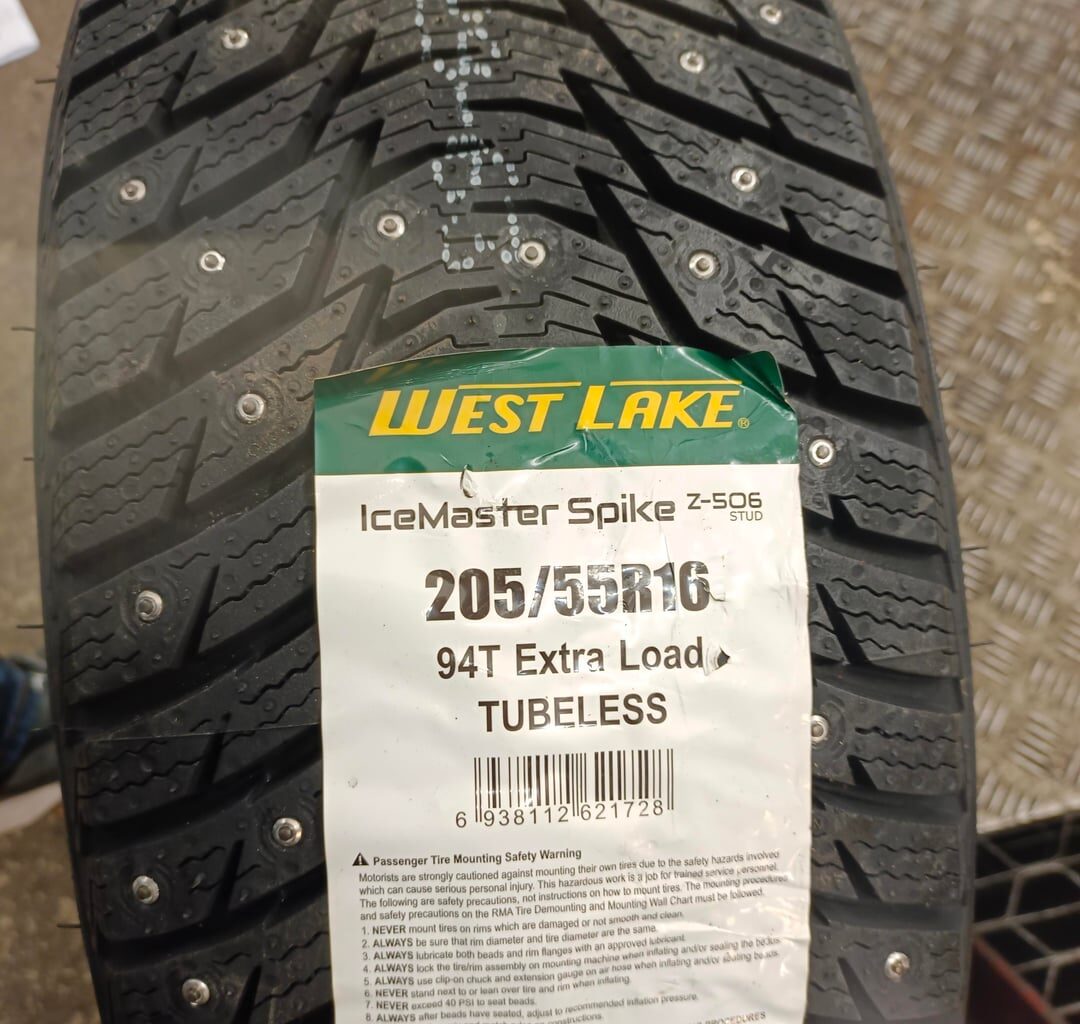 WEST LAKE®
IceMaster Spike Z-506
STUD
205/55R16
94T Extra Load
TUBELESS
6 938112 621728
Passenger Tire Mounting Safety Warning
Motorists are strongly cautioned against mounting their own tires due to the safety hazards involved
which can cause serious personal injury. This hazardous work is a job for trained service personnel.
The following are safety precautions, not instructions on how to mount tires. The mounting procedures
and safety precautions on the RMA Tire Demounting and Mounting Wall Chart must be followed.
1. NEVER mount tires on rims which are damaged or not smooth and clean.
2. ALWAYS be sure that rim diameter and tire diameter are the same.
3. ALWAYS lubricate both beads and rim flanges with an approved lubricant.
4. ALWAYS lock the tire/rim assembly on mounting machine when inflating and/or sealing the beads.
5. ALWAYS use clip-on chuck and extension gauge on air hose when inflating and/or seating beads.
6. NEVER stand next to or lean over tire and rim when inflating.
7. NEVER exceed 40 PSI to seat beads.
8. ALWAYS after beads have seated, adjust to recommended inflation pressure.
constructions.
PROCEDURES